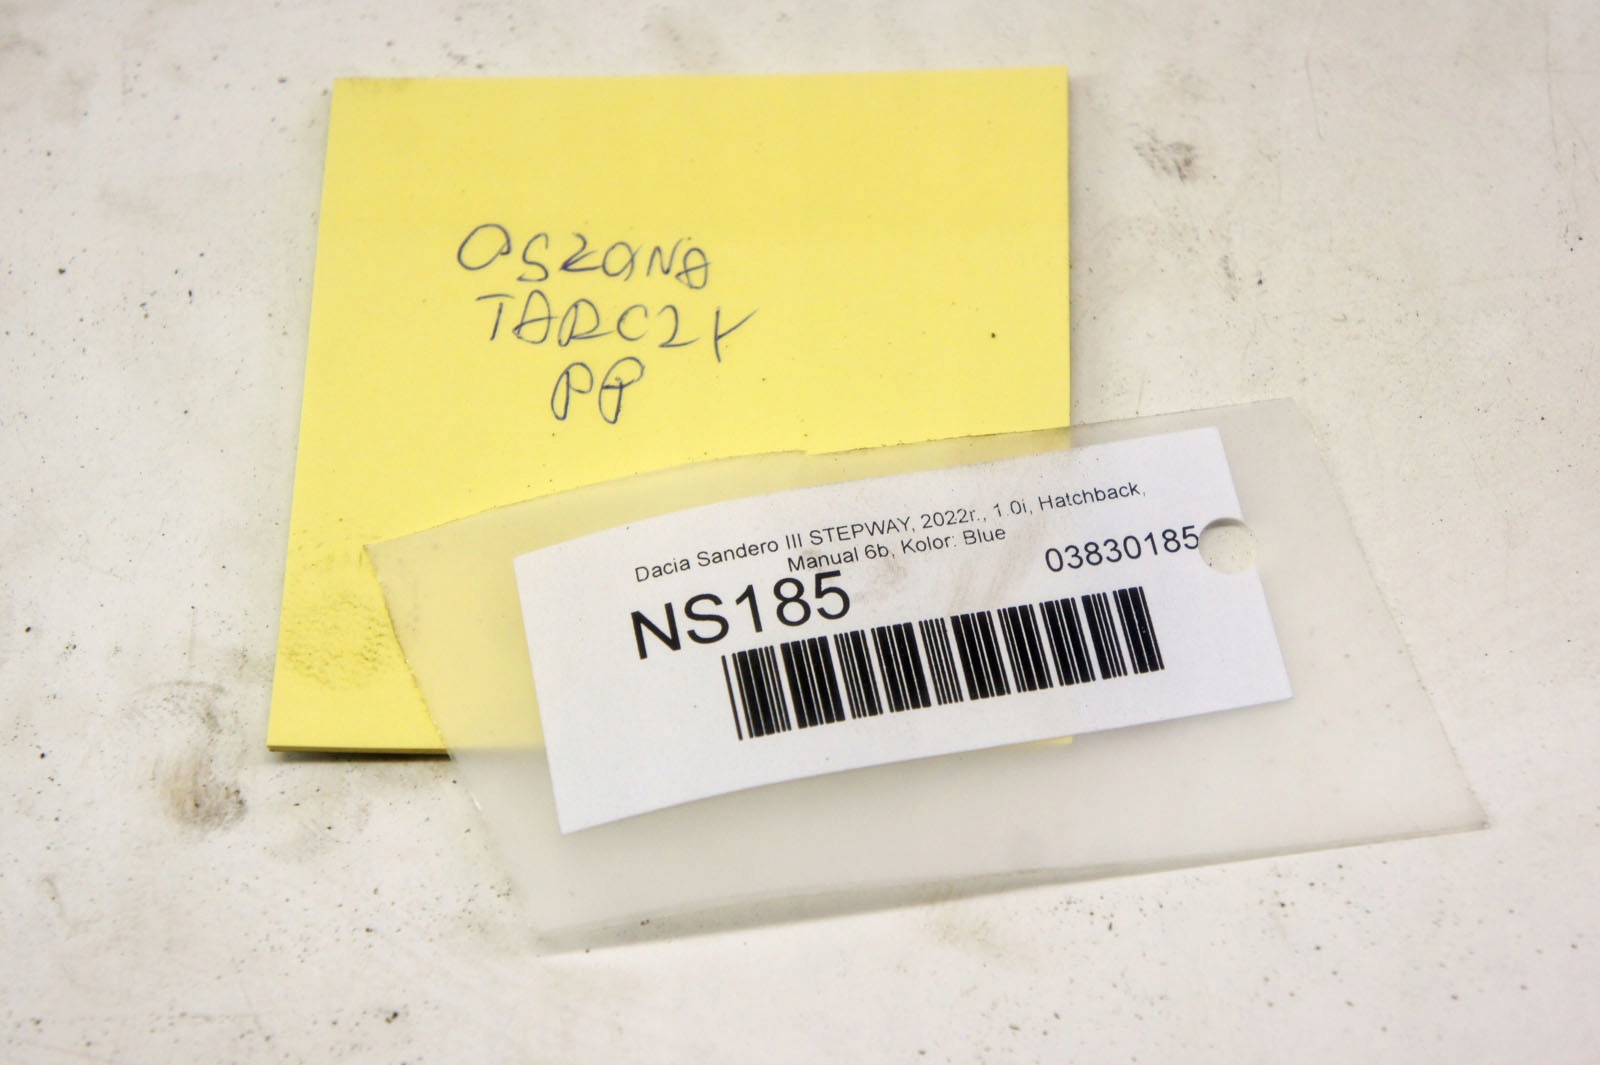 OSŁONA
TARCZY
PP
Dacia Sandero III STEPWAY, 2022r., 1.0i, Hatchback,
Manual 6b, Kolor: Blue
03830185
NS185